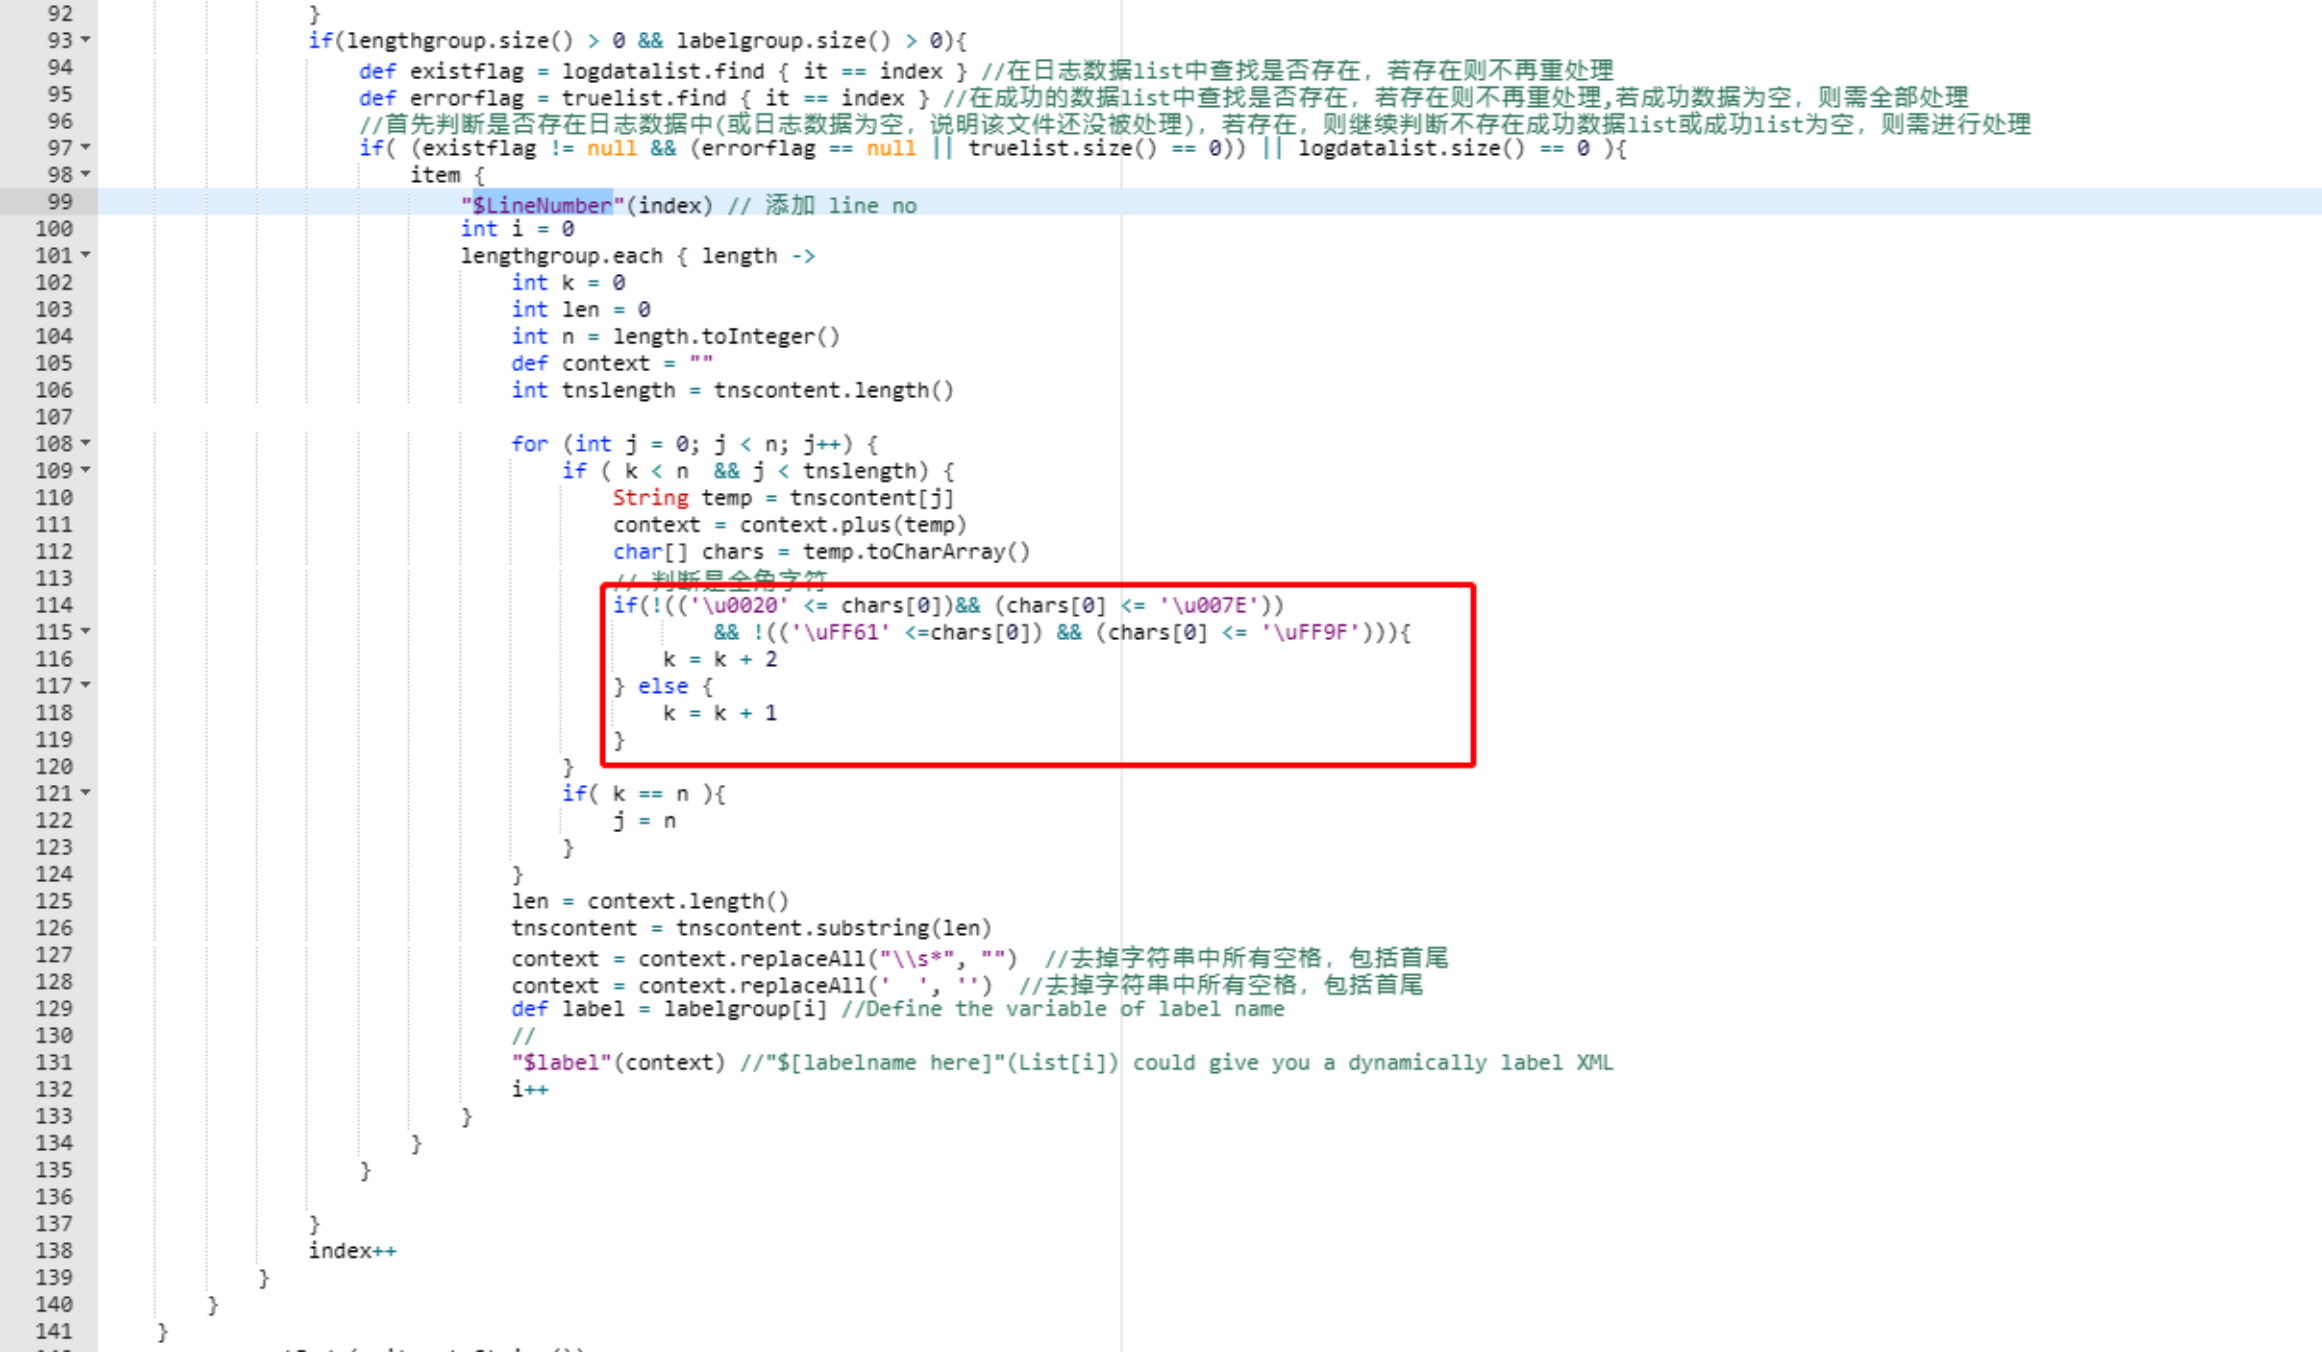 92 }
93 if(lengthgroup.size() > 0 && labelgroup.size() > 0){
94 def existflag = logdatalist.find { it == index } //在日志数据list中查找是否存在，若存在则不再重处理
95 def errorflag = truelist.find { it == index } //在成功的数据list中查找是否存在，若存在则不再重处理,若成功数据为空，则需全部处理
96 //首先判断是否存在日志数据中(或日志数据为空，说明该文件还没被处理)，若存在，则继续判断不存在成功数据list或成功list为空，则需进行处理
97 if( (existflag != null && (errorflag == null || truelist.size() == 0)) || logdatalist.size() == 0 ){
98 item {
99 "$LineNumber"(index) // 添加 line no
100 int i = 0
101 lengthgroup.each { length ->
102 int k = 0
103 int len = 0
104 int n = length.toInteger()
105 def context = ""
106 int tnslength = tnscontent.length()
107
108 for (int j = 0; j < n; j++) {
109 if ( k < n  && j < tnslength) {
110 String temp = tnscontent[j]
111 context = context.plus(temp)
112 char[] chars = temp.toCharArray()
113 // 判断是全角字符
114 if(!(('\u0020' <= chars[0])&& (chars[0] <= '\u007E'))
115 && !(('\uFF61' <=chars[0]) && (chars[0] <= '\uFF9F'))){
116 k = k + 2
117 } else {
118 k = k + 1
119 }
120 }
121 if( k == n ){
122 j = n
123 }
124 }
125 len = context.length()
126 tnscontent = tnscontent.substring(len)
127 context = context.replaceAll("\\s*", "")  //去掉字符串中所有空格，包括首尾
128 context = context.replaceAll('　', '')  //去掉字符串中所有空格，包括首尾
129 def label = labelgroup[i] //Define the variable of label name
130 //
131 "$label"(context) //"$[labelname here]"(List[i]) could give you a dynamically label XML
132 i++
133 }
134 }
135 }
136
137 }
138 index++
139 }
140 }
141 }